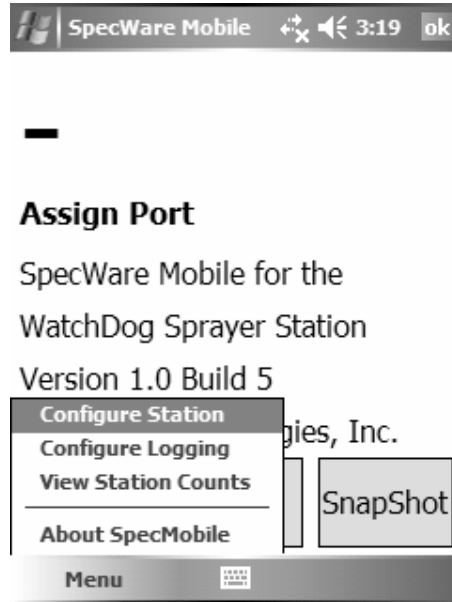 SpecWare Mobile 3:19 ok
Assign Port
SpecWare Mobile for the
WatchDog Sprayer Station
Version 1.0 Build 5
gies, Inc.
Configure Station
Configure Logging
View Station Counts
About SpecMobile
SnapShot
Menu